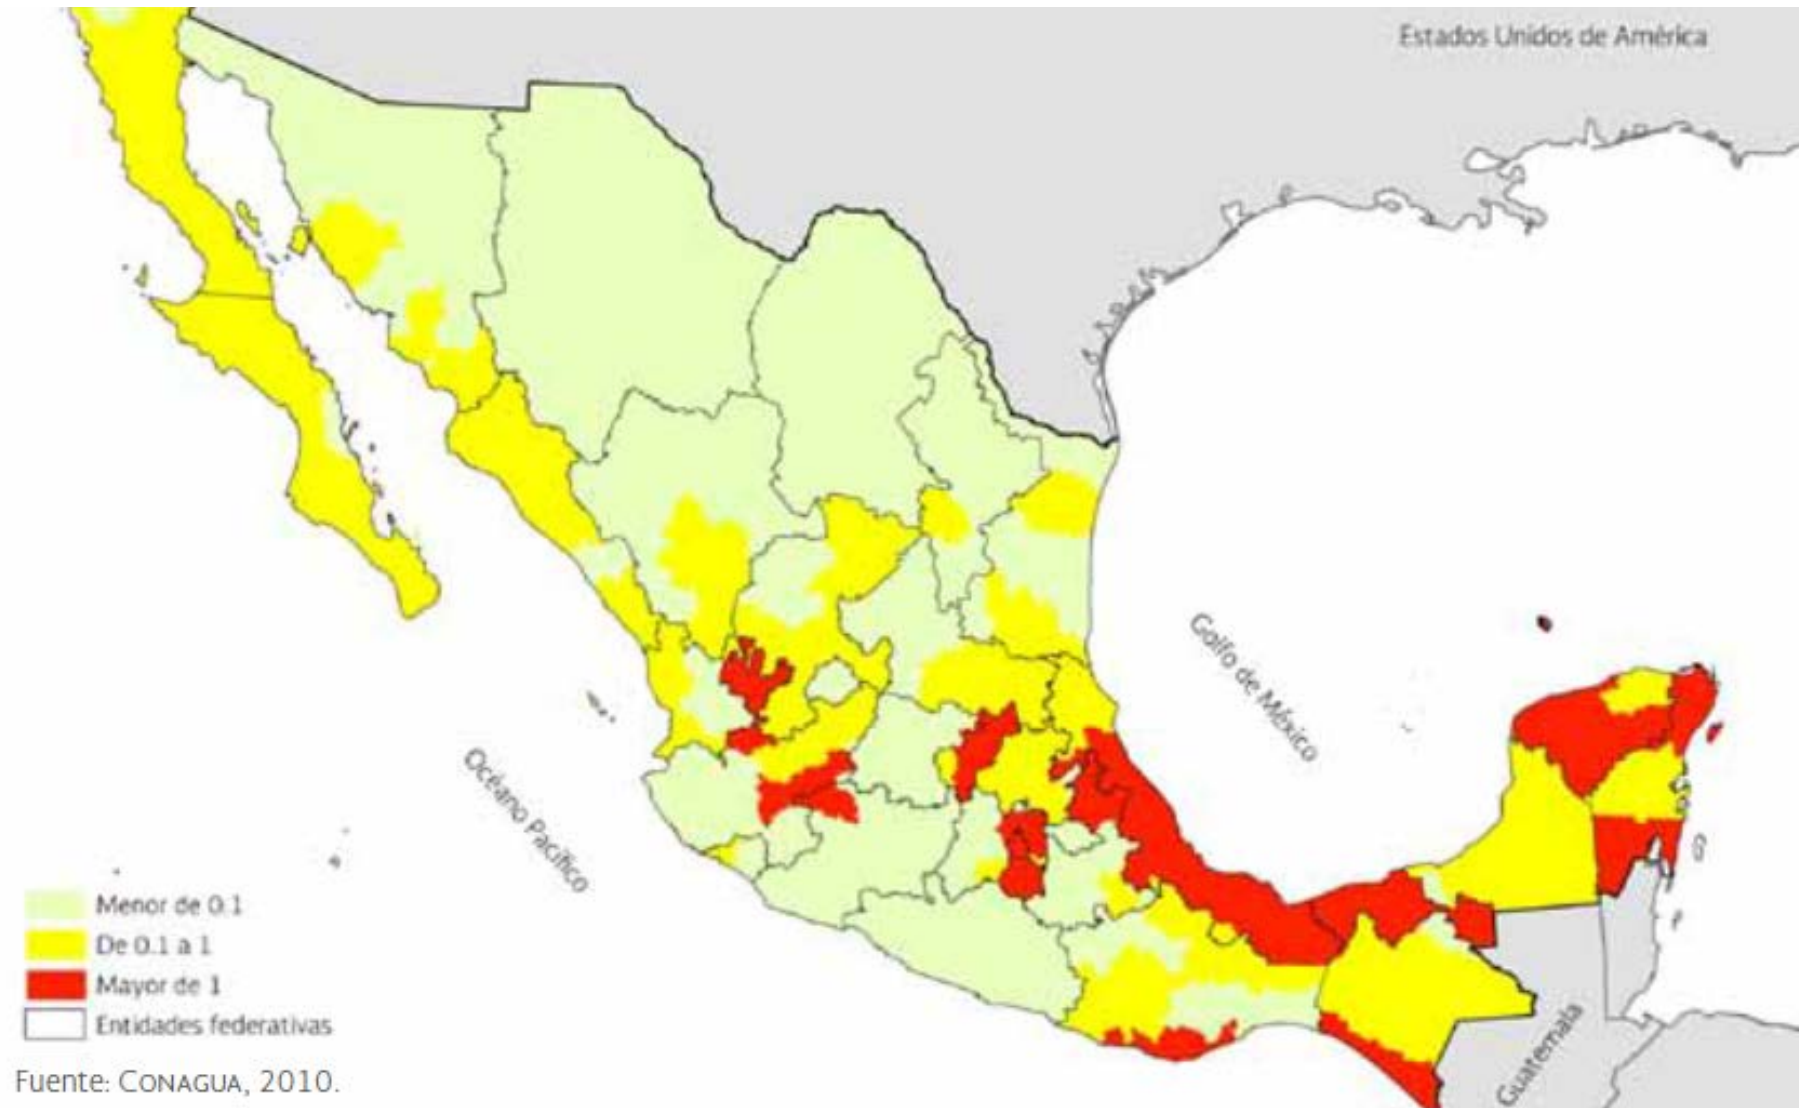 Estados Unidos de América
Golfo de México
Océano Pacífico
Guatemala
Menor de 0.1
De 0.1 a 1
Mayor de 1
Entidades federativas
Fuente: CONAGUA, 2010.